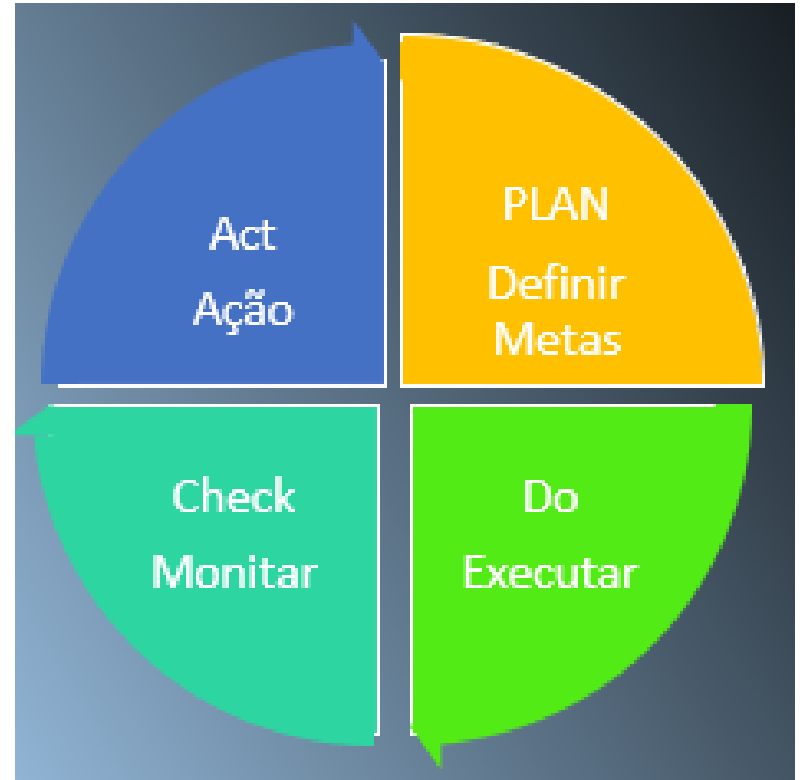 Act
Ação
PLAN
Definir
Metas
Check
Monitar
Do
Executar